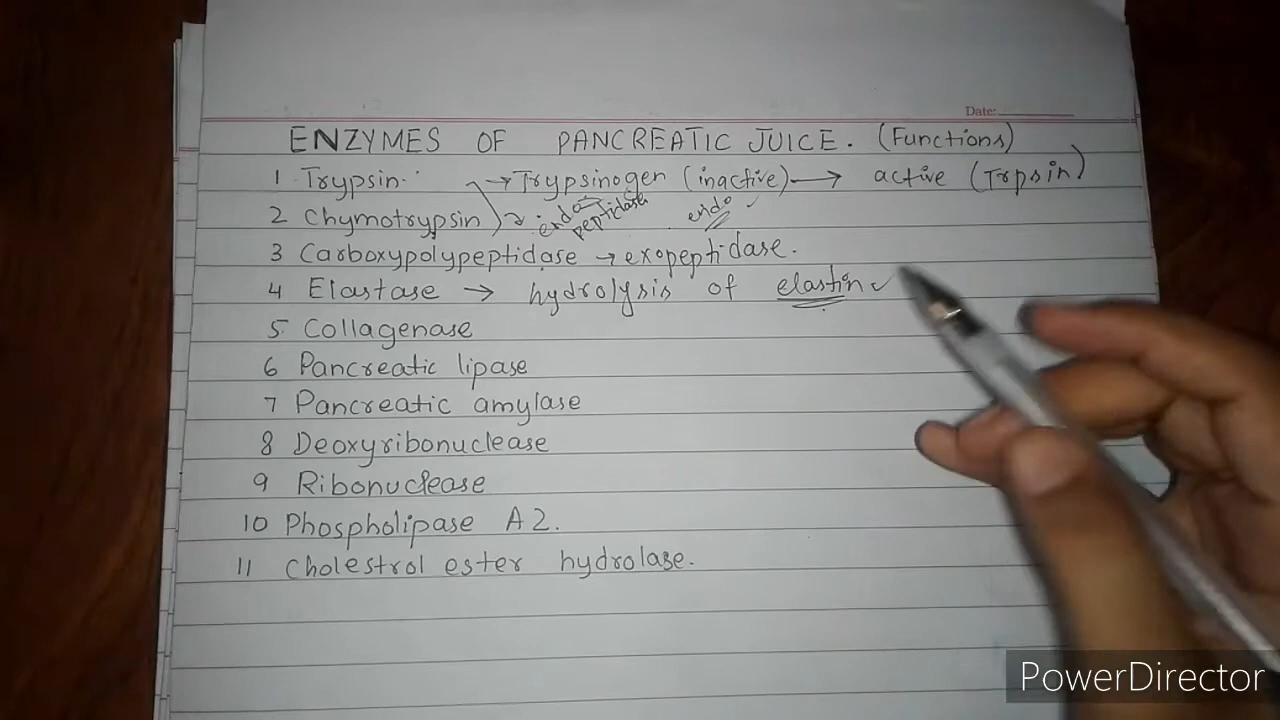 Date:
ENZYMES OF PANCREATIC JUICE. (Functions)
1 Trypsin. → Trypsinogen (inactive) → active (Trpsin)
2 Chymotrypsin) endo peptidase endo ✓
3 Carboxypolypeptidase → exopeptidase.
4 Elastase → hydrolysis of elastin ✓
5 Collagenase
6 Pancreatic lipase
7 Pancreatic amylase
8 Deoxyribonuclease
9 Ribonuclease
10 Phospholipase A2.
11 Cholestrol ester hydrolase.
PowerDirector